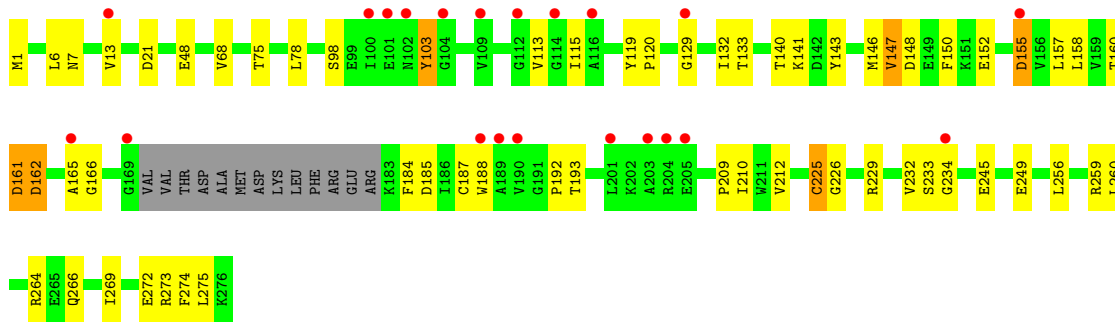 M1 L6 N7 V13 D21 E48 V68 T75 L78 S98 E99 I100 E101 N102 Y103 G104 V109 G112 V113 G114 I115 A116 Y119 P120 G129 I132 T133 T140 K141 D142 Y143 M146 V147 D148 E149 F150 K151 E152 D155 V156 L157 L158 V159 T160
D161 D162 A165 G166 G169 VAL VAL THR ASP ALA MET ASP LYS LEU PHE ARG GLU ARG K183 F184 D185 I186 C187 W188 A189 V190 G191 P192 T193 L201 K202 A203 R204 E205 P209 I210 W211 V212 C225 G226 R229 V232 S233 G234 E245 E249 L256 R259 L260
R264 E265 Q266 I269 E272 R273 F274 L275 K276